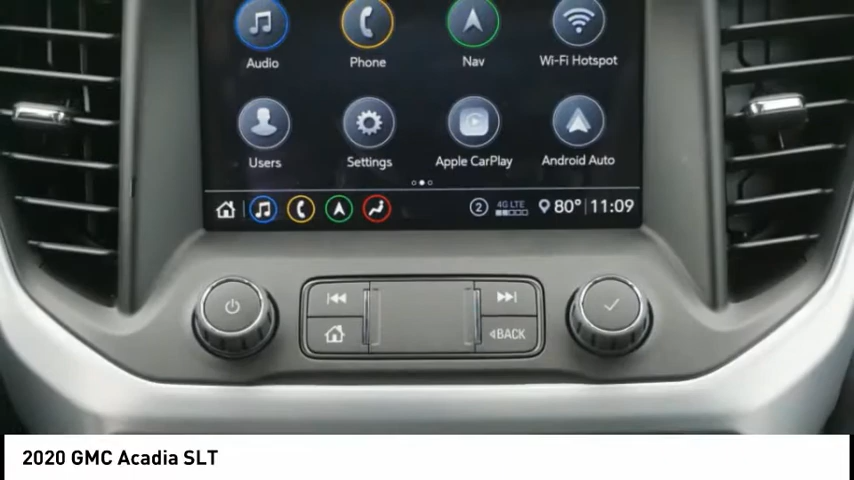 Audio Phone Nav Wi-Fi Hotspot
Users Settings Apple CarPlay Android Auto
2 4G LTE 80° 11:09
BACK
2020 GMC Acadia SLT